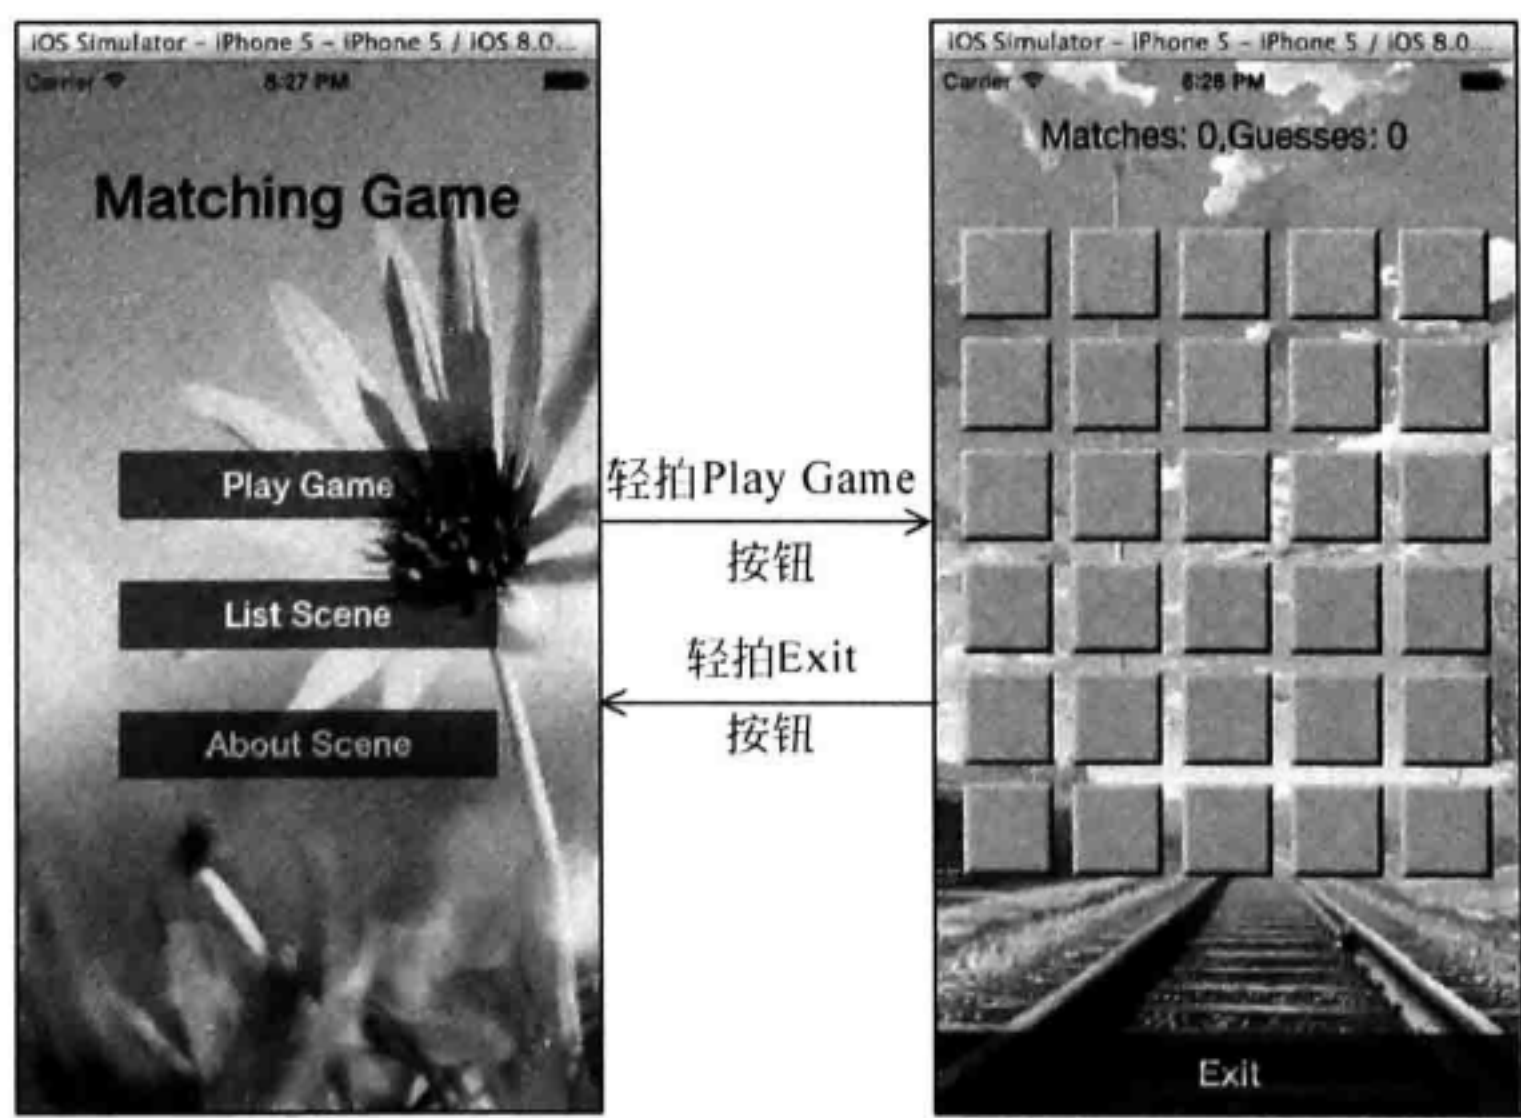 iOS Simulator - iPhone 5 - iPhone 5 / iOS 8.0...
Carrier
8:27 PM
Matching Game
Play Game
List Scene
About Scene
轻拍Play Game
按钮
轻拍Exit
按钮
iOS Simulator - iPhone 5 - iPhone 5 / iOS 8.0...
Carrier
8:28 PM
Matches: 0,Guesses: 0
Exit